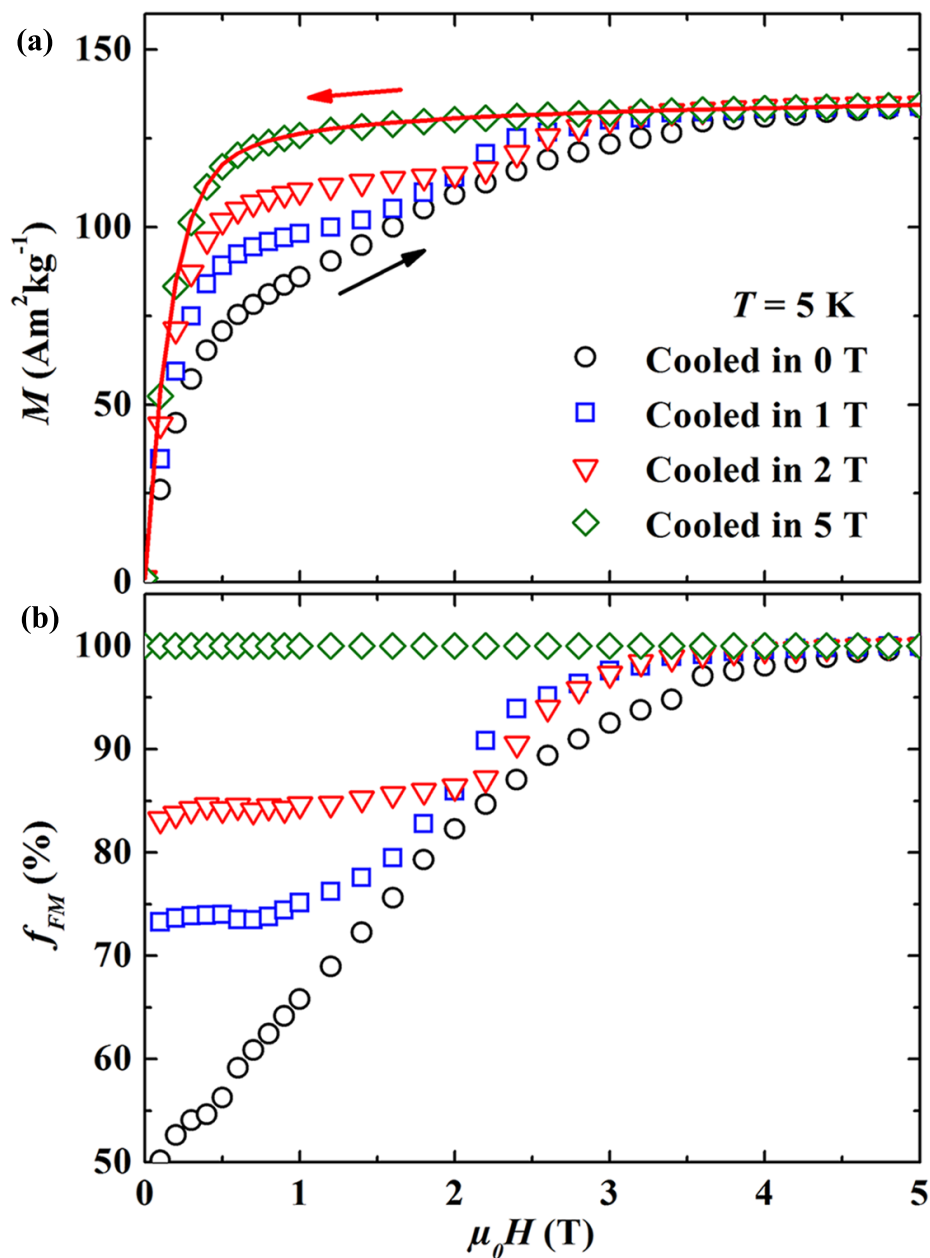 (a)
150
100
50
0
M (Am²kg⁻¹)
T = 5 K
Cooled in 0 T
Cooled in 1 T
Cooled in 2 T
Cooled in 5 T
(b)
100
90
80
70
60
50
f_FM (%)
0 1 2 3 4 5
μ₀H (T)